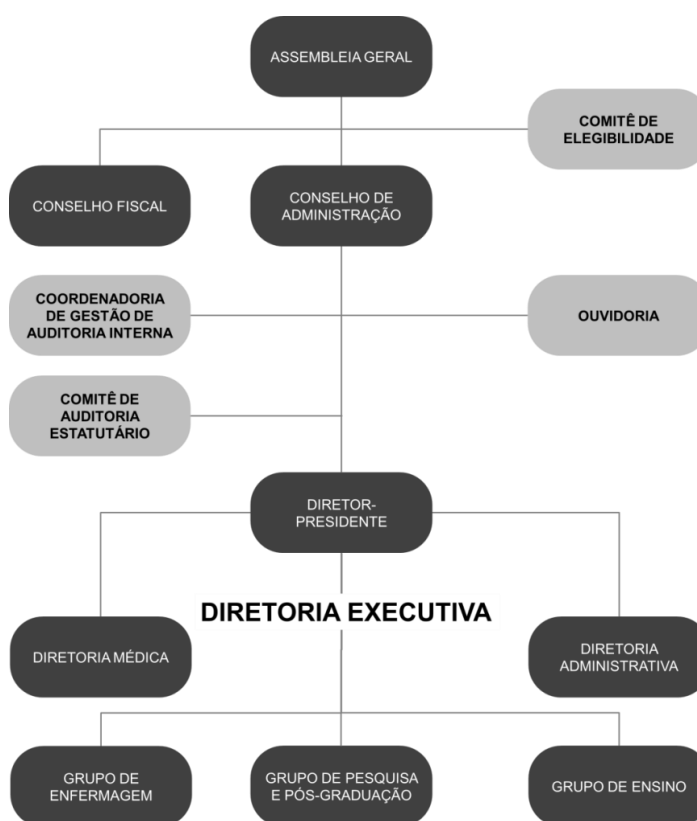 ASSEMBLEIA GERAL
COMITÊ DE
ELEGIBILIDADE
CONSELHO FISCAL
CONSELHO DE
ADMINISTRAÇÃO
COORDENADORIA
DE GESTÃO DE
AUDITORIA INTERNA
OUVIDORIA
COMITÊ DE
AUDITORIA
ESTATUTÁRIO
DIRETOR-
PRESIDENTE
DIRETORIA EXECUTIVA
DIRETORIA MÉDICA
DIRETORIA
ADMINISTRATIVA
GRUPO DE
ENFERMAGEM
GRUPO DE PESQUISA
E PÓS-GRADUAÇÃO
GRUPO DE ENSINO